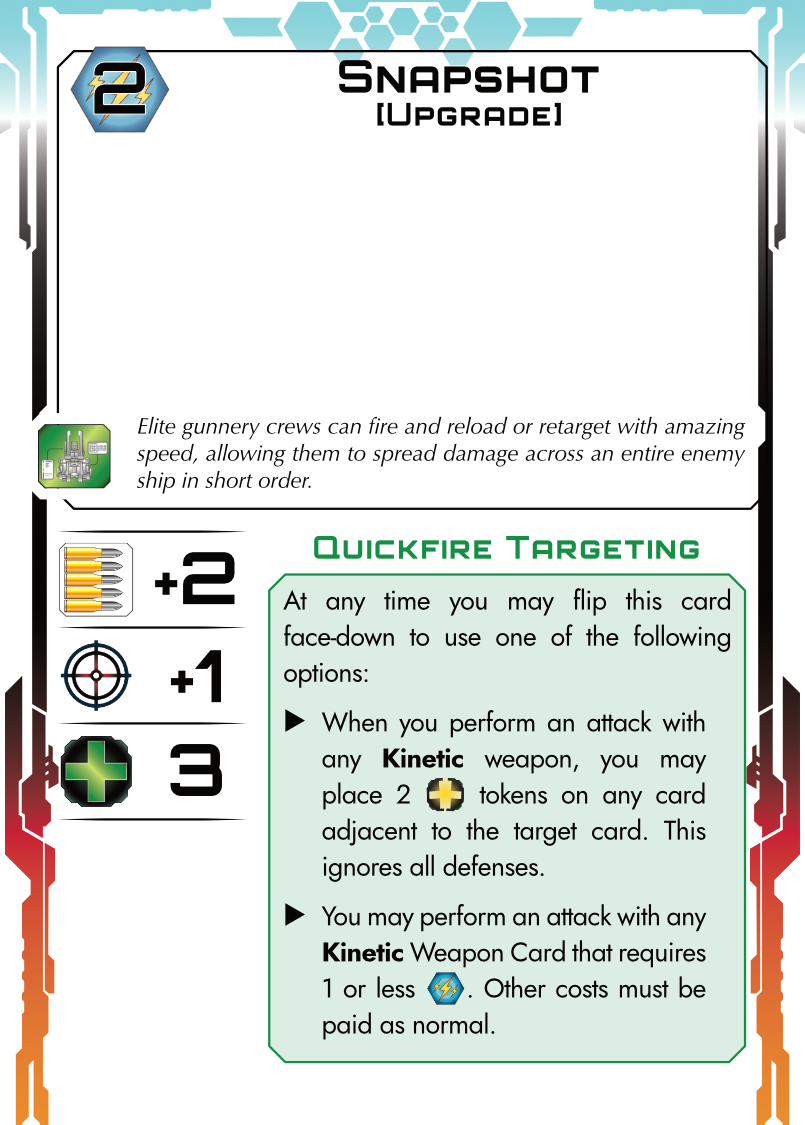 2
Snapshot
[Upgrade]
Elite gunnery crews can fire and reload or retarget with amazing
speed, allowing them to spread damage across an entire enemy
ship in short order.
+2
+1
3
Quickfire Targeting
At any time you may flip this card
face-down to use one of the following
options:
▶ When you perform an attack with
any Kinetic weapon, you may
place 2 tokens on any card
adjacent to the target card. This
ignores all defenses.
▶ You may perform an attack with any
Kinetic Weapon Card that requires
1 or less . Other costs must be
paid as normal.